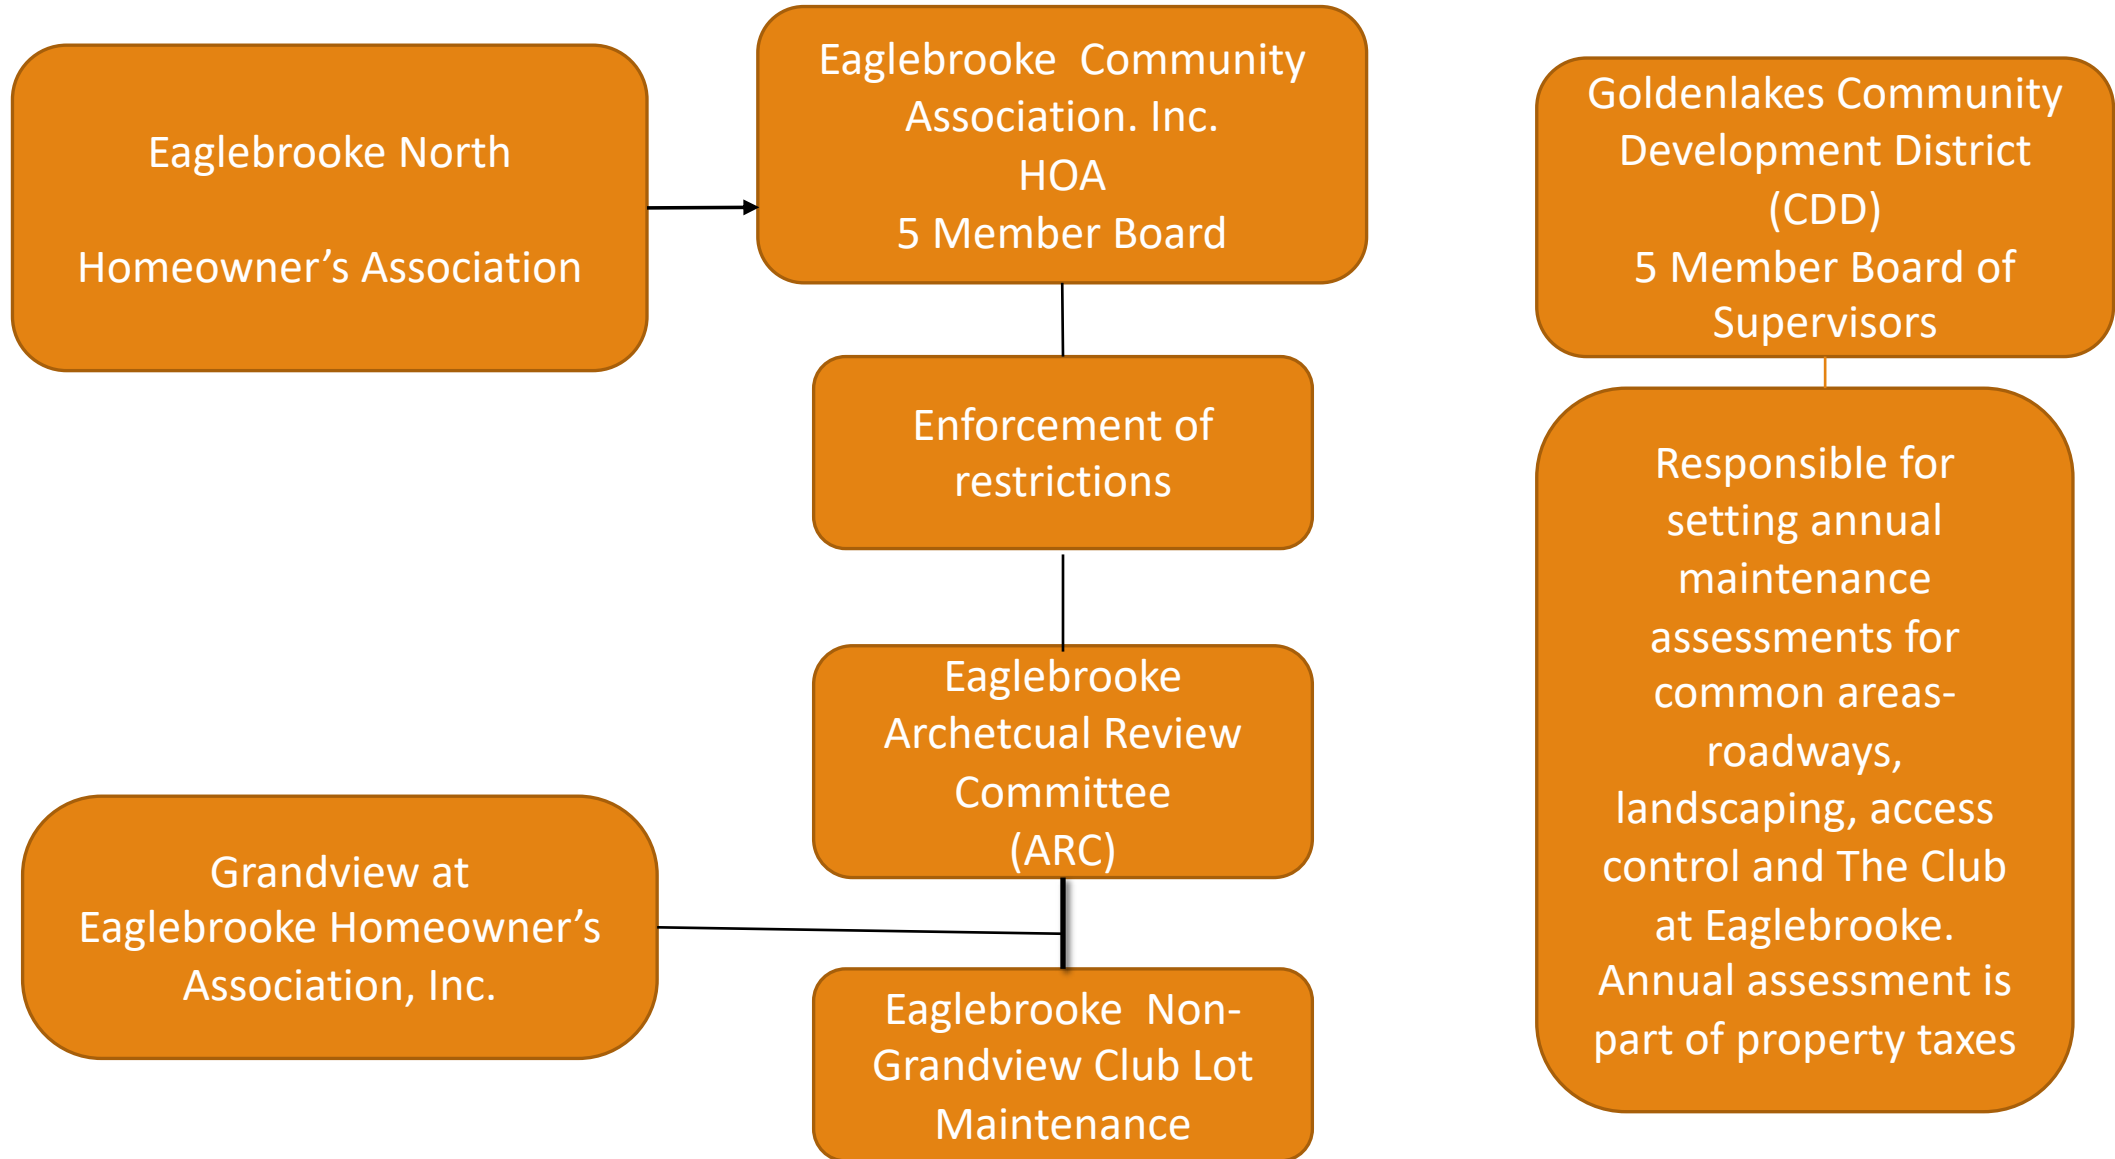 Eaglebrooke North
Homeowner’s Association
Eaglebrooke  Community
Association. Inc.
HOA
5 Member Board
Goldenlakes Community
Development District
(CDD)
5 Member Board of
Supervisors
Enforcement of
restrictions
Responsible for
setting annual
maintenance
assessments for
common areas-
roadways,
landscaping, access
control and The Club
at Eaglebrooke.
Annual assessment is
part of property taxes
Eaglebrooke
Archetcual Review
Committee
(ARC)
Grandview at
Eaglebrooke Homeowner’s
Association, Inc.
Eaglebrooke  Non-
Grandview Club Lot
Maintenance